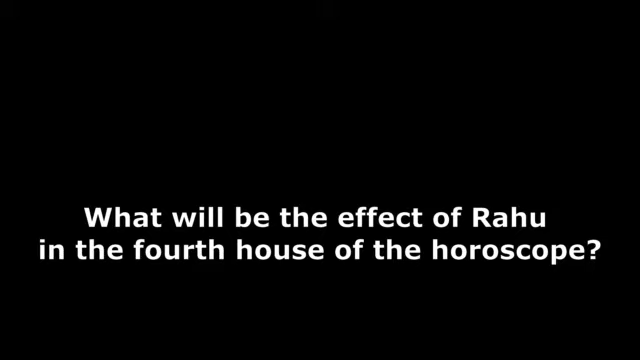 What will be the effect of Rahu
in the fourth house of the horoscope?